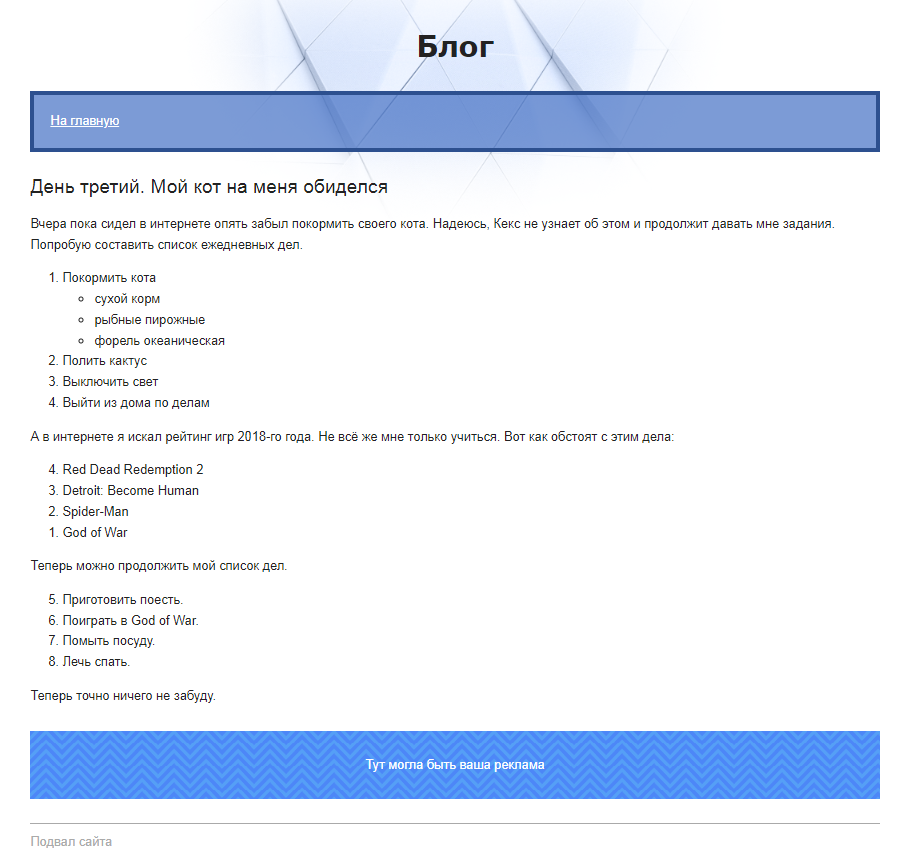 Блог
На главную
День третий. Мой кот на меня обиделся
Вчера пока сидел в интернете опять забыл покормить своего кота. Надеюсь, Кекс не узнает об этом и продолжит давать мне задания.
Попробую составить список ежедневных дел.
1. Покормить кота
сухой корм
рыбные пирожные
форель океаническая
2. Полить кактус
3. Выключить свет
4. Выйти из дома по делам
А в интернете я искал рейтинг игр 2018-го года. Не всё же мне только учиться. Вот как обстоят с этим дела:
4. Red Dead Redemption 2
3. Detroit: Become Human
2. Spider-Man
1. God of War
Теперь можно продолжить мой список дел.
5. Приготовить поесть.
6. Поиграть в God of War.
7. Помыть посуду.
8. Лечь спать.
Теперь точно ничего не забуду.
Тут могла быть ваша реклама
Подвал сайта